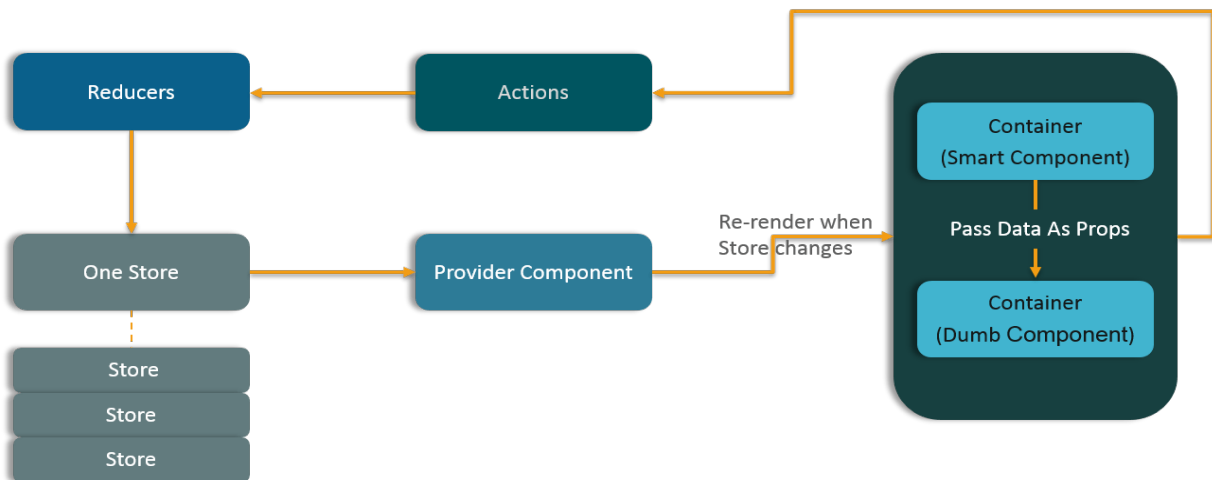 Reducers
Actions
Container
(Smart Component)
Pass Data As Props
Container
(Dumb Component)
Re-render when
Store changes
One Store
Provider Component
Store
Store
Store